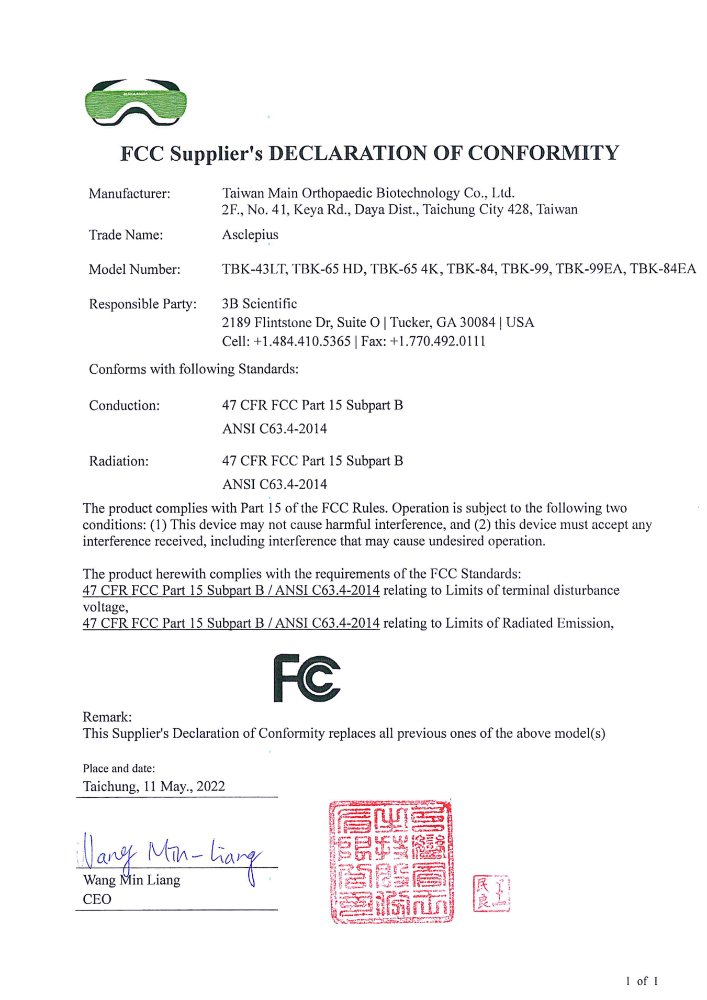 SURGLASSES
FCC Supplier's DECLARATION OF CONFORMITY
Manufacturer: Taiwan Main Orthopaedic Biotechnology Co., Ltd.
2F., No. 41, Keya Rd., Daya Dist., Taichung City 428, Taiwan
Trade Name: Asclepius
Model Number: TBK-43LT, TBK-65 HD, TBK-65 4K, TBK-84, TBK-99, TBK-99EA, TBK-84EA
Responsible Party: 3B Scientific
2189 Flintstone Dr, Suite O | Tucker, GA 30084 | USA
Cell: +1.484.410.5365 | Fax: +1.770.492.0111
Conforms with following Standards:
Conduction: 47 CFR FCC Part 15 Subpart B
ANSI C63.4-2014
Radiation: 47 CFR FCC Part 15 Subpart B
ANSI C63.4-2014
The product complies with Part 15 of the FCC Rules. Operation is subject to the following two
conditions: (1) This device may not cause harmful interference, and (2) this device must accept any
interference received, including interference that may cause undesired operation.
The product herewith complies with the requirements of the FCC Standards:
47 CFR FCC Part 15 Subpart B / ANSI C63.4-2014 relating to Limits of terminal disturbance
voltage,
47 CFR FCC Part 15 Subpart B / ANSI C63.4-2014 relating to Limits of Radiated Emission,
FCC
Remark:
This Supplier's Declaration of Conformity replaces all previous ones of the above model(s)
Place and date:
Taichung, 11 May., 2022
Wang Min-Liang
Wang Min Liang
CEO
王民良
1 of 1